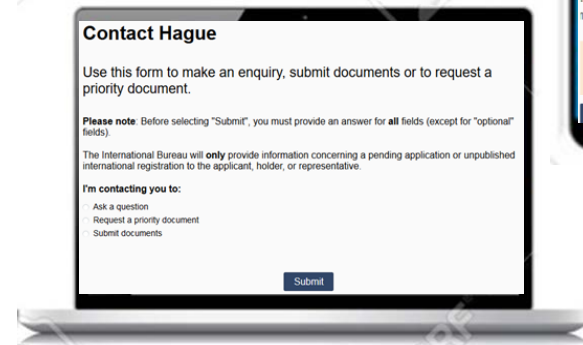 Contact Hague
Use this form to make an enquiry, submit documents or to request a
priority document.
Please note: Before selecting "Submit", you must provide an answer for all fields (except for "optional"
fields).
The International Bureau will only provide information concerning a pending application or unpublished
international registration to the applicant, holder, or representative.
I'm contacting you to:
Ask a question
Request a priority document
Submit documents
Submit